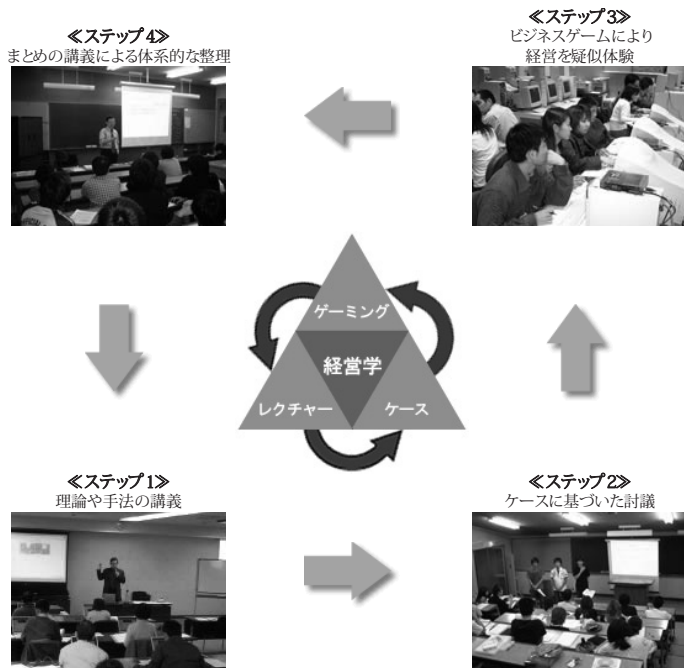 ≪ステップ4≫
まとめの講義による体系的な整理
≪ステップ3≫
ビジネスゲームにより
経営を疑似体験
ゲーミング
経営学
レクチャー
ケース
≪ステップ1≫
理論や手法の講義
≪ステップ2≫
ケースに基づいた討議